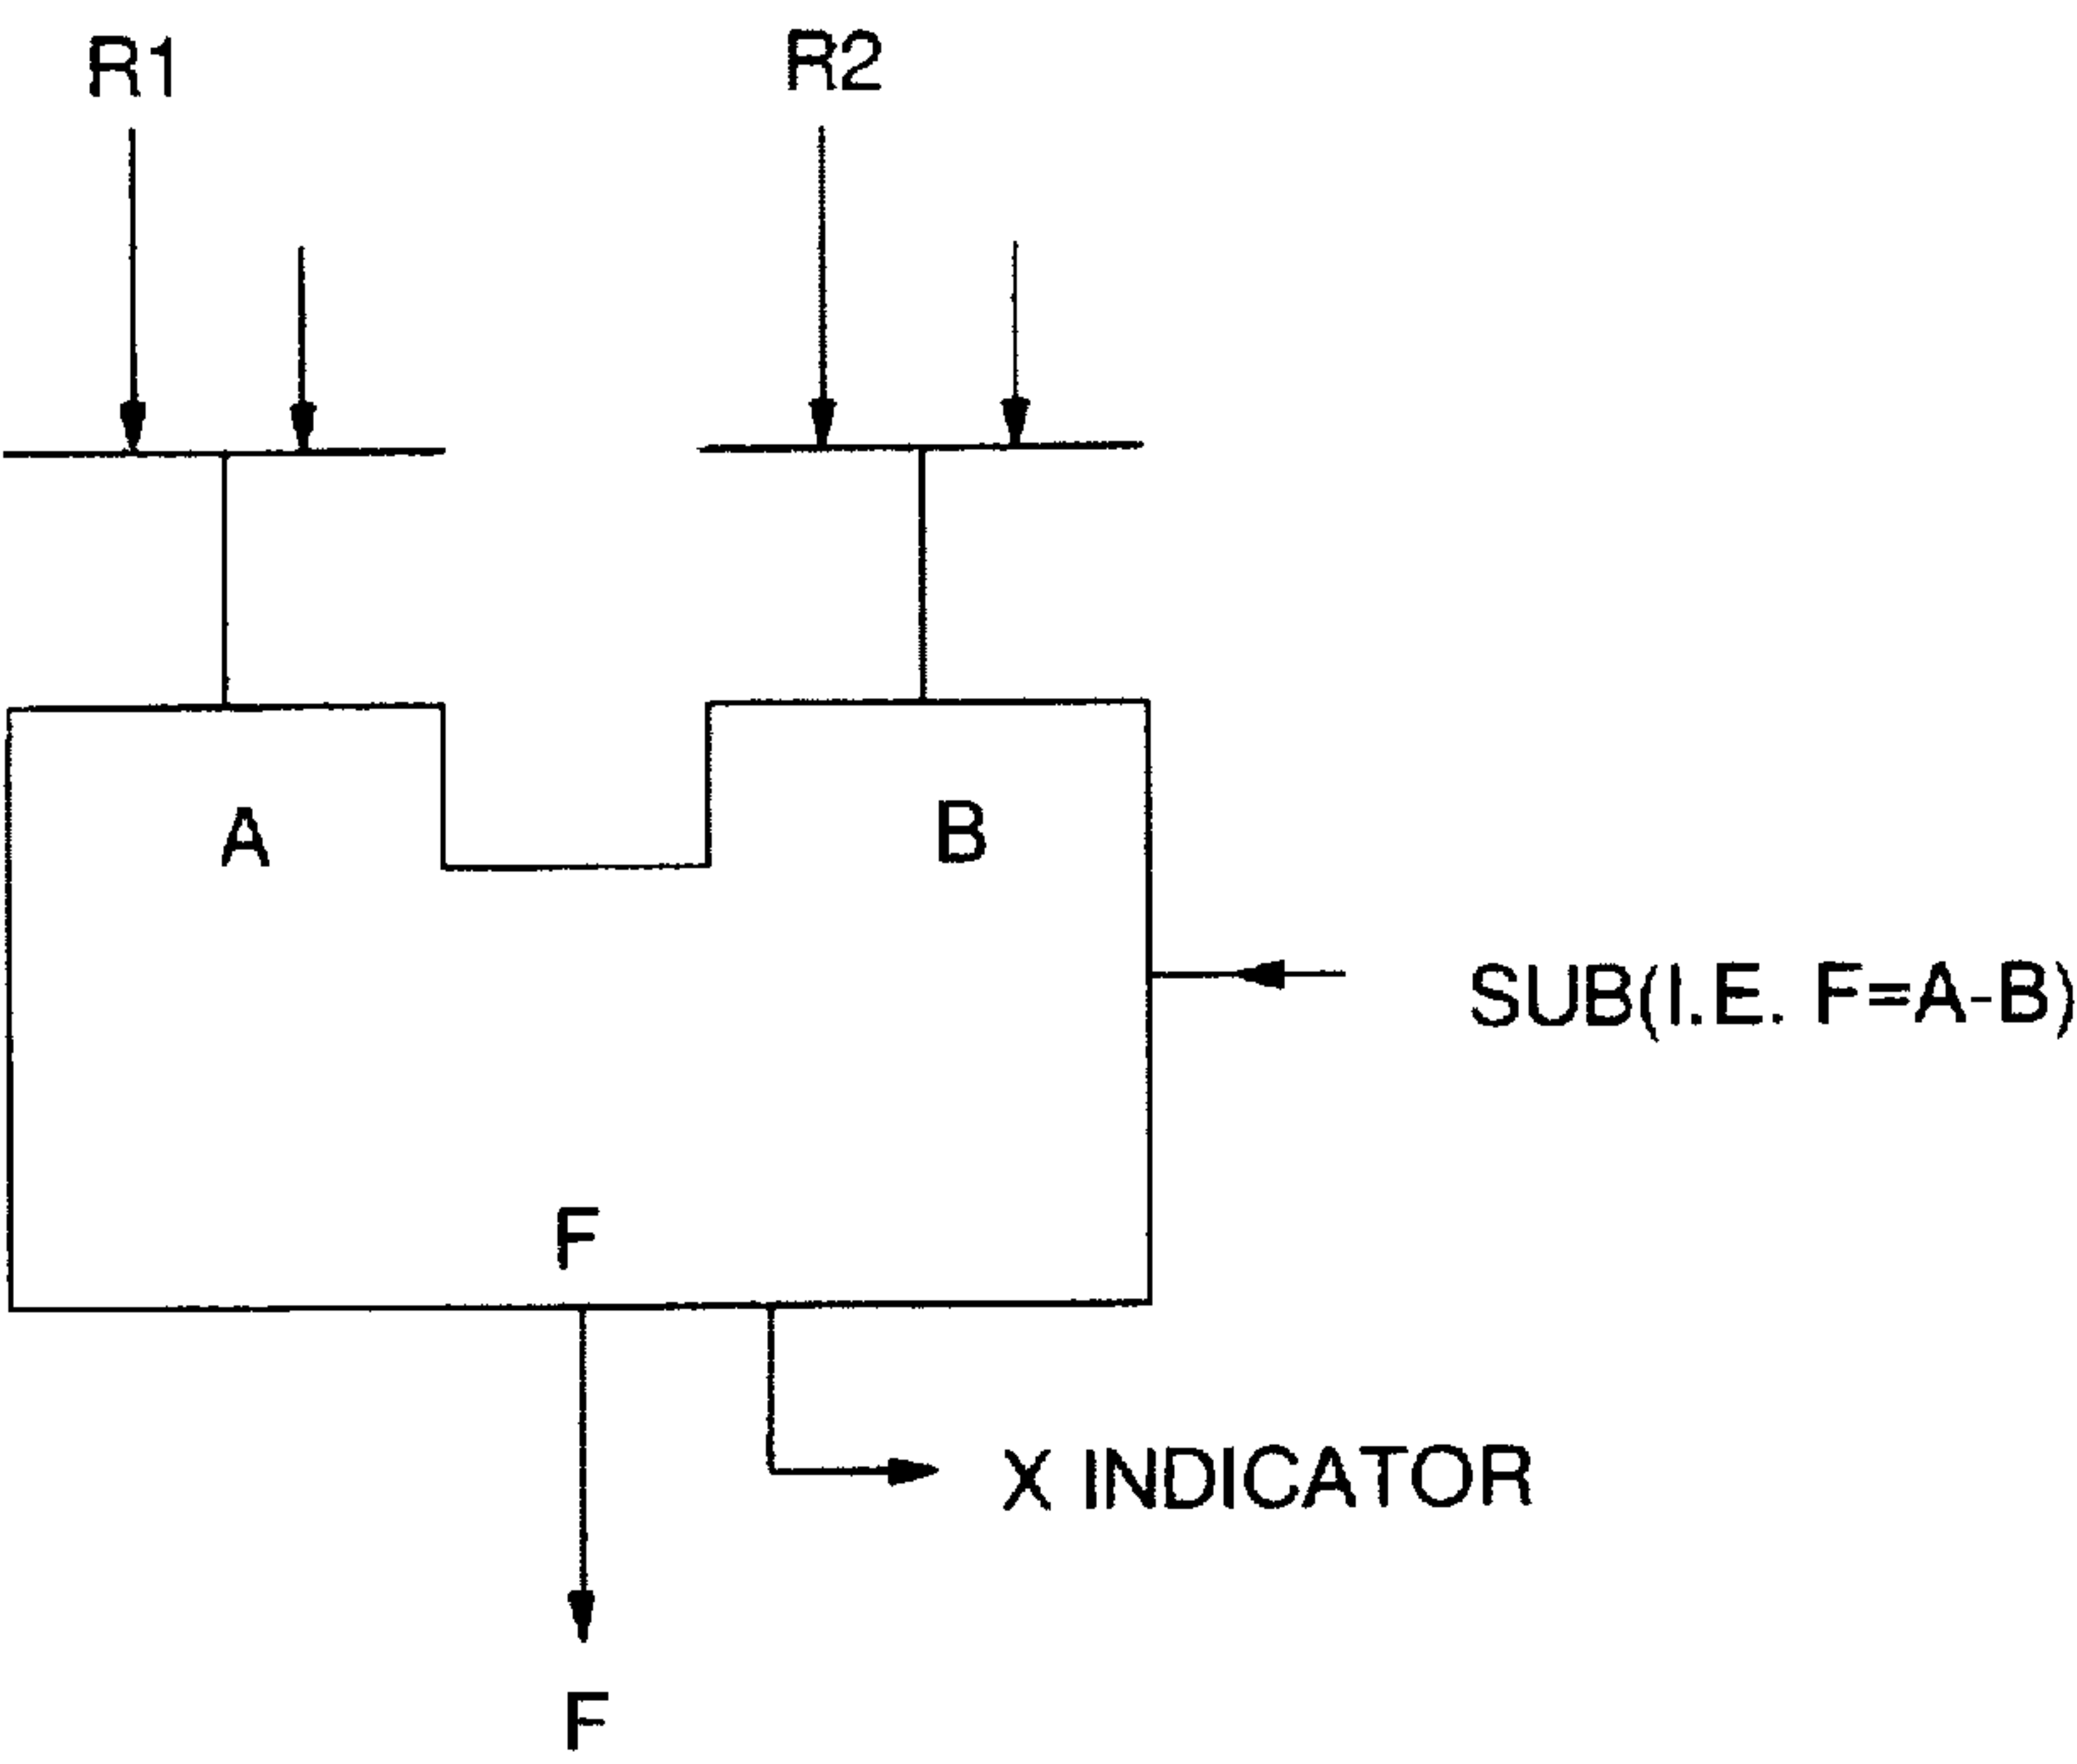 R1
R2
A
B
SUB(I.E. F=A-B)
F
X INDICATOR
F